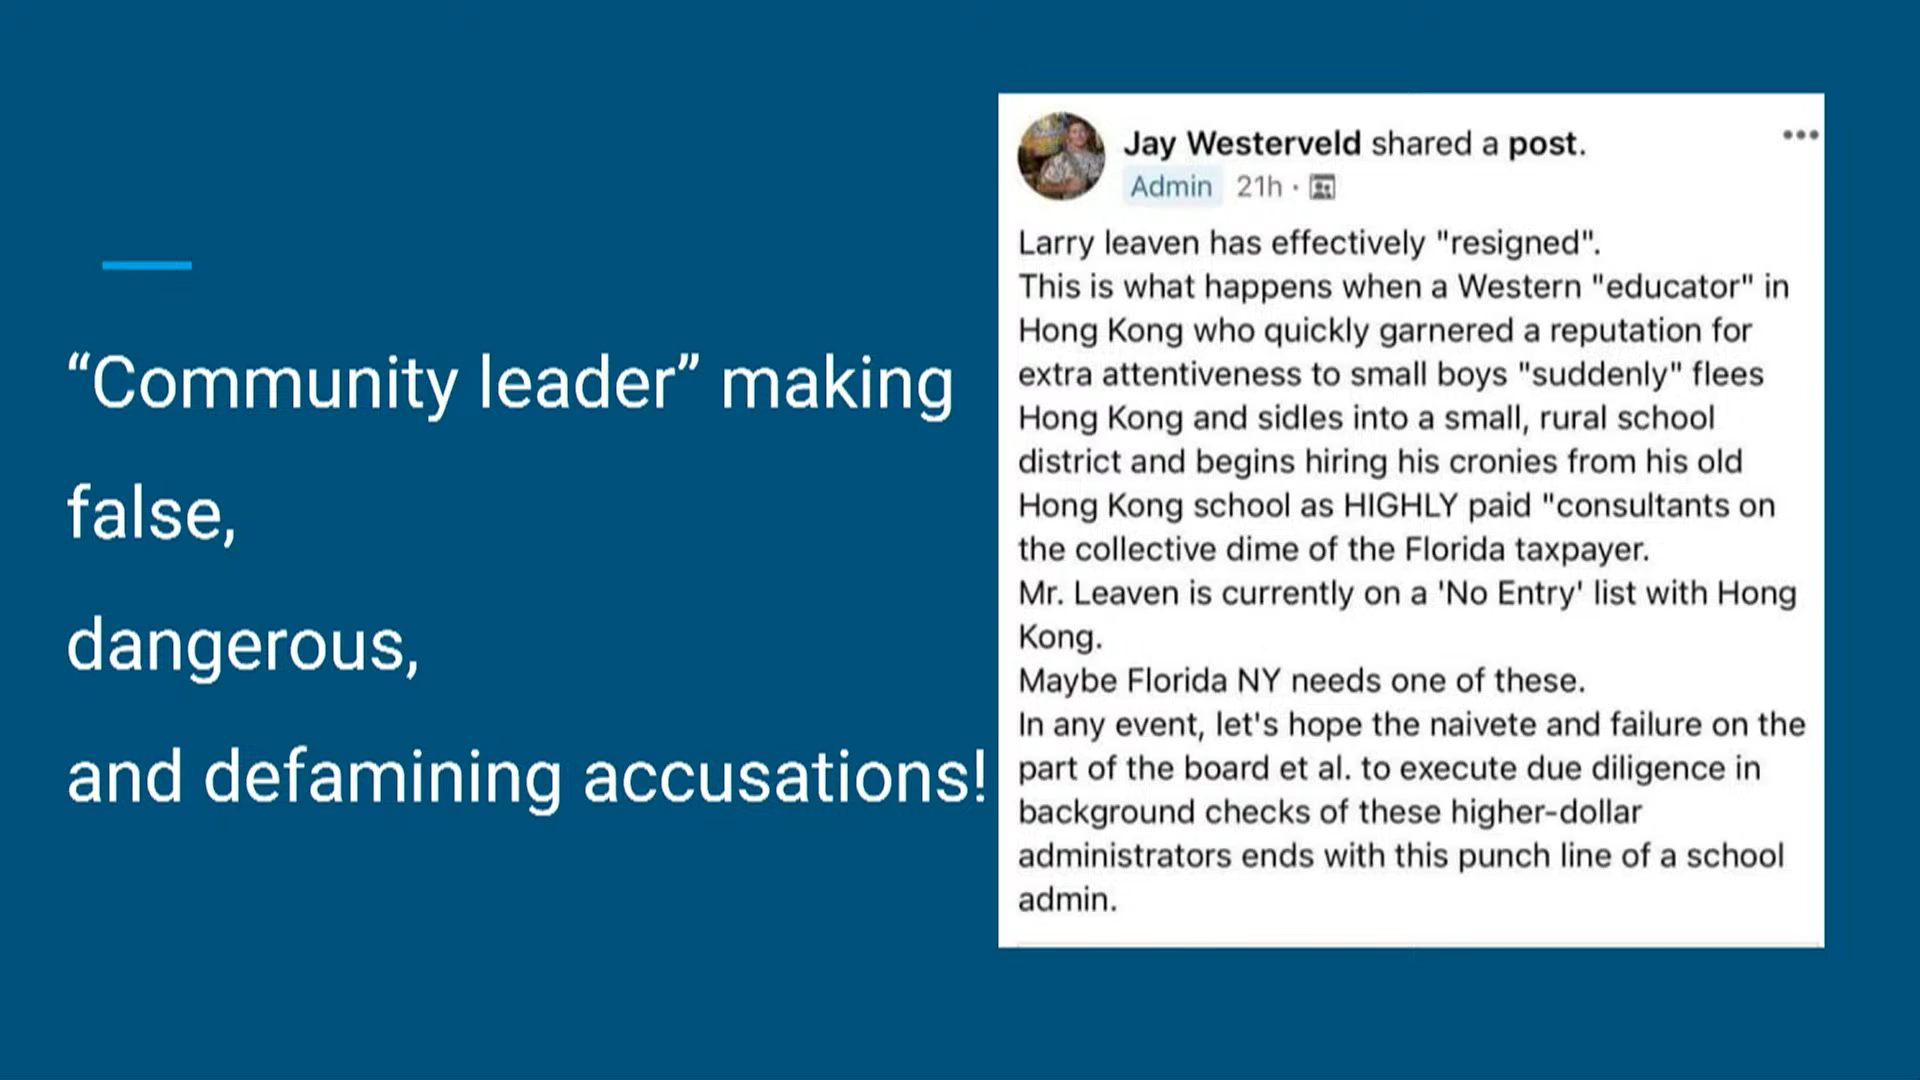 “Community leader” making
false,
dangerous,
and defamining accusations!
Jay Westerveld shared a post.
Admin 21h ·
Larry leaven has effectively "resigned".
This is what happens when a Western "educator" in
Hong Kong who quickly garnered a reputation for
extra attentiveness to small boys "suddenly" flees
Hong Kong and sidles into a small, rural school
district and begins hiring his cronies from his old
Hong Kong school as HIGHLY paid "consultants on
the collective dime of the Florida taxpayer.
Mr. Leaven is currently on a 'No Entry' list with Hong
Kong.
Maybe Florida NY needs one of these.
In any event, let's hope the naivete and failure on the
part of the board et al. to execute due diligence in
background checks of these higher-dollar
administrators ends with this punch line of a school
admin.